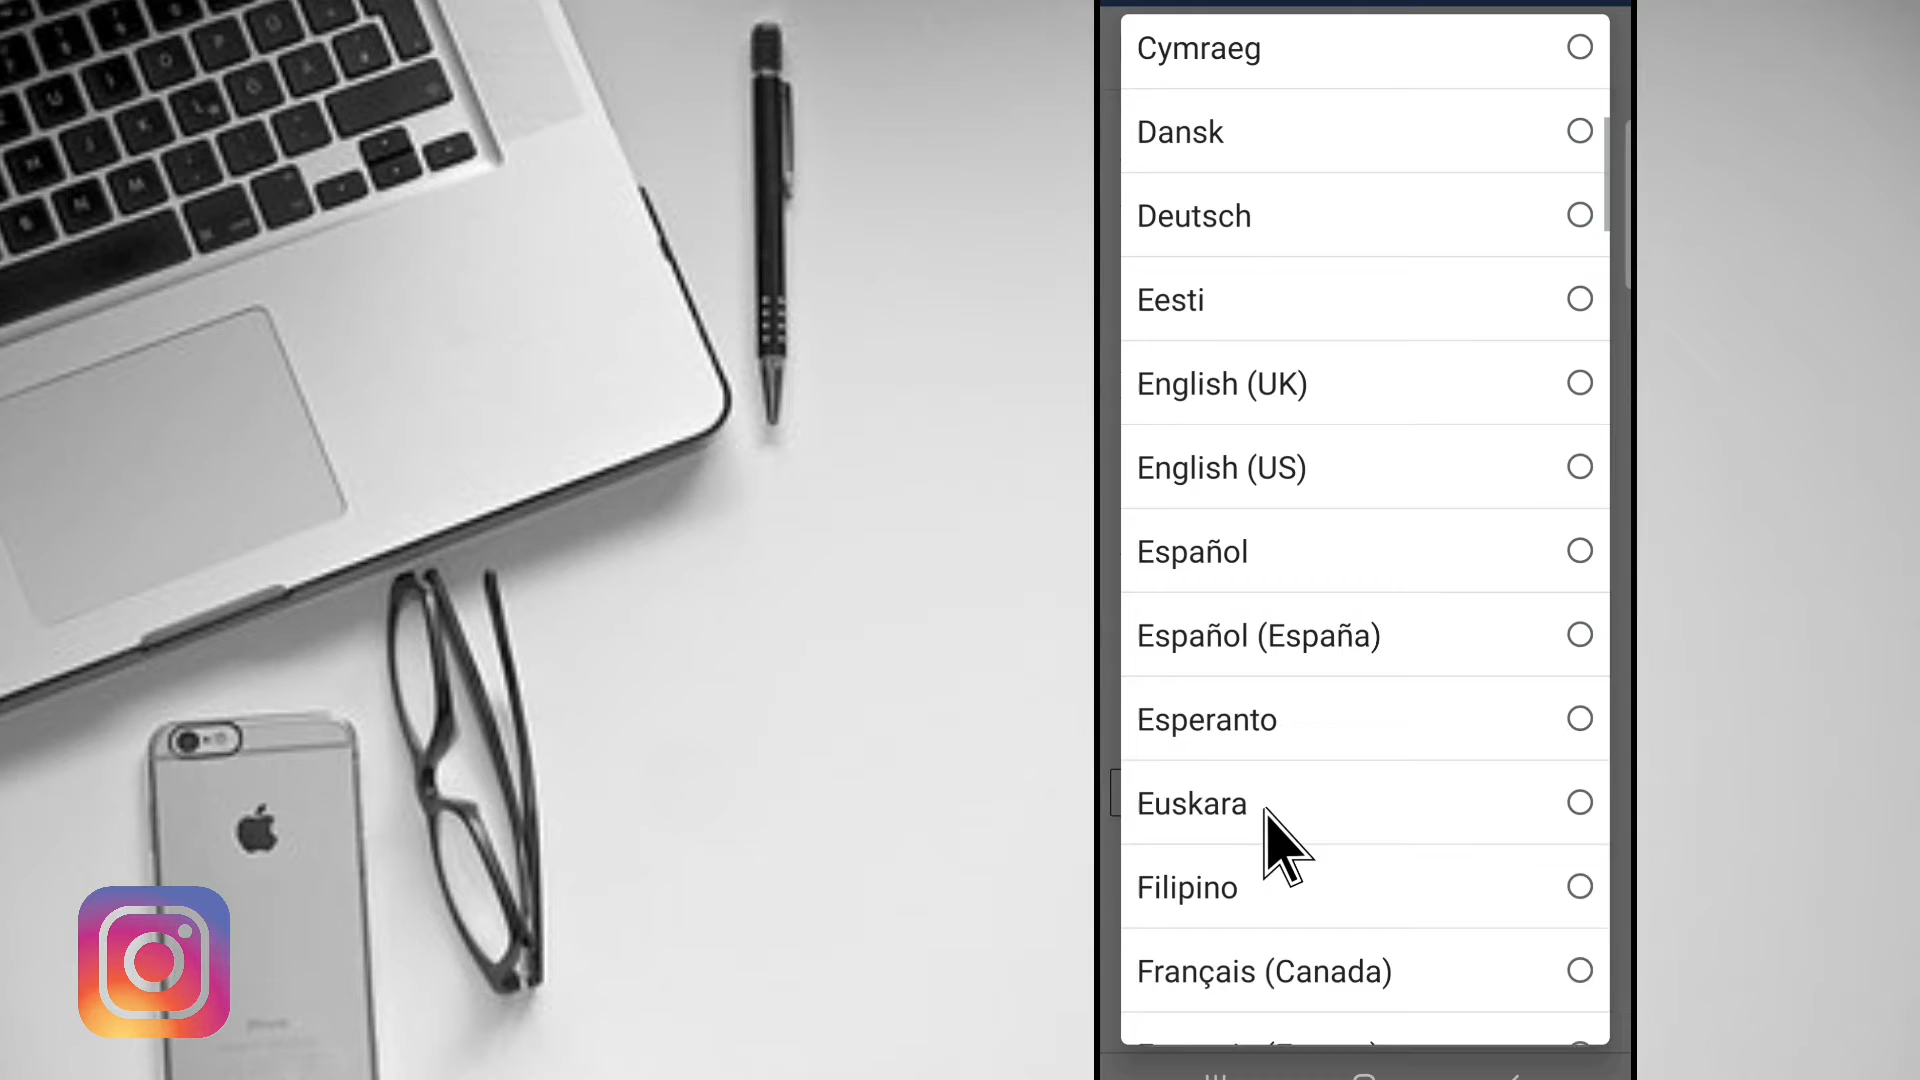 Cymraeg
Dansk
Deutsch
Eesti
English (UK)
English (US)
Español
Español (España)
Esperanto
Euskara
Filipino
Français (Canada)